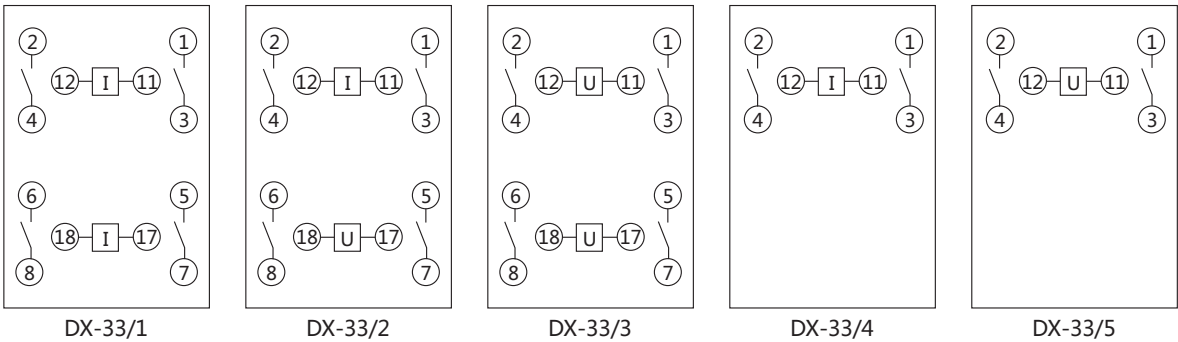 2 1 2 1 2 1 2 1 2 1
12 I 11 12 I 11 12 U 11 12 I 11 12 U 11
4 3 4 3 4 3 4 3 4 3
6 5 6 5 6 5
18 I 17 18 U 17 18 U 17
8 7 8 7 8 7
DX-33/1 DX-33/2 DX-33/3 DX-33/4 DX-33/5